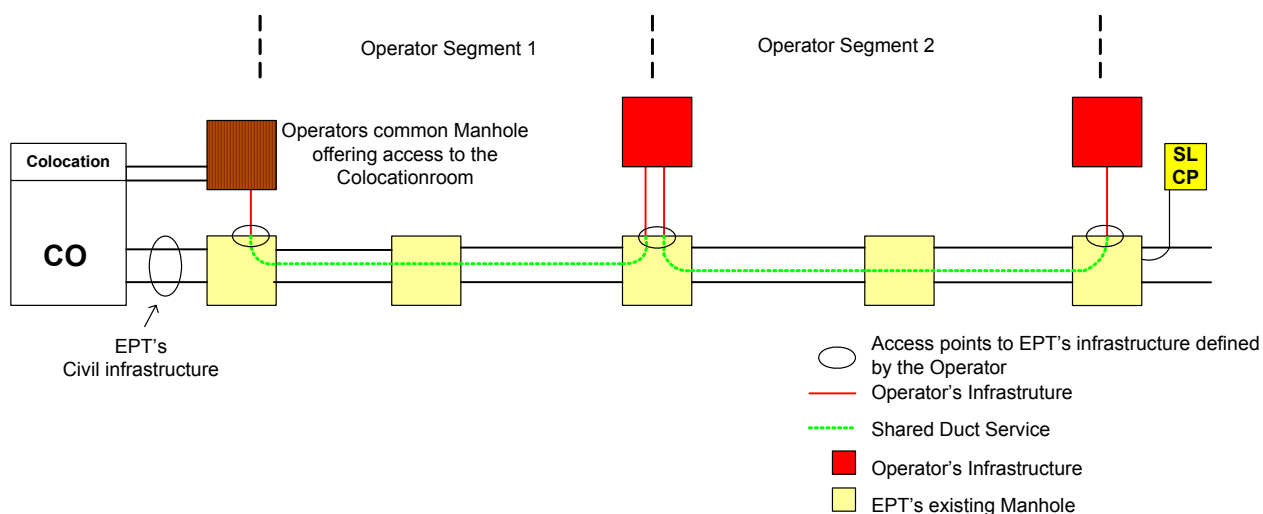 Operator Segment 1
Operator Segment 2
Operators common Manhole
offering access to the
Colocationroom
Colocation
CO
SL
CP
EPT's
Civil infrastructure
Access points to EPT's infrastructure defined
by the Operator
Operator's Infrastruture
Shared Duct Service
Operator's Infrastructure
EPT's existing Manhole